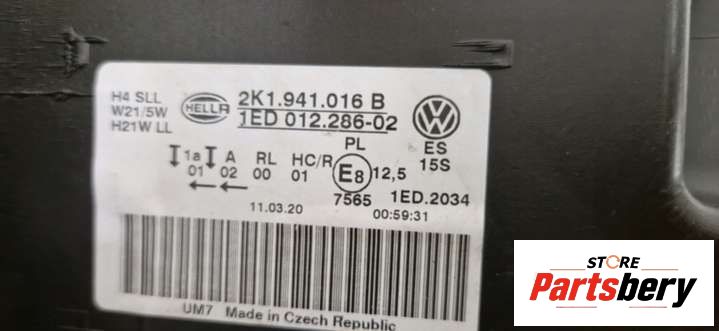 H4 SLL
W21/5W
H21W LL
HELLA
2K1.941.016 B
1ED 012.286-02
ES
15S
PL
1a A RL HC/R
01 02 00 01
E8 12,5
7565 1ED.2034
11.03.20 00:59:31
UM7 Made in Czech Republic
STORE
Partsbery